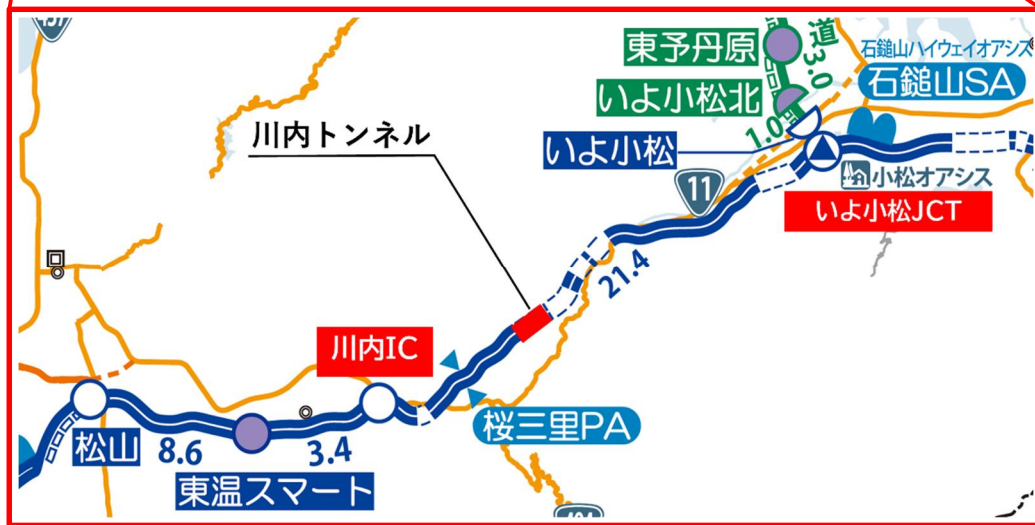 東予丹原
道
3.0
石鎚山ハイウェイオアシス
石鎚山SA
いよ小松北
1.0
川内トンネル
いよ小松
11
小松オアシス
いよ小松JCT
21.4
川内IC
桜三里PA
松山
8.6
3.4
東温スマート